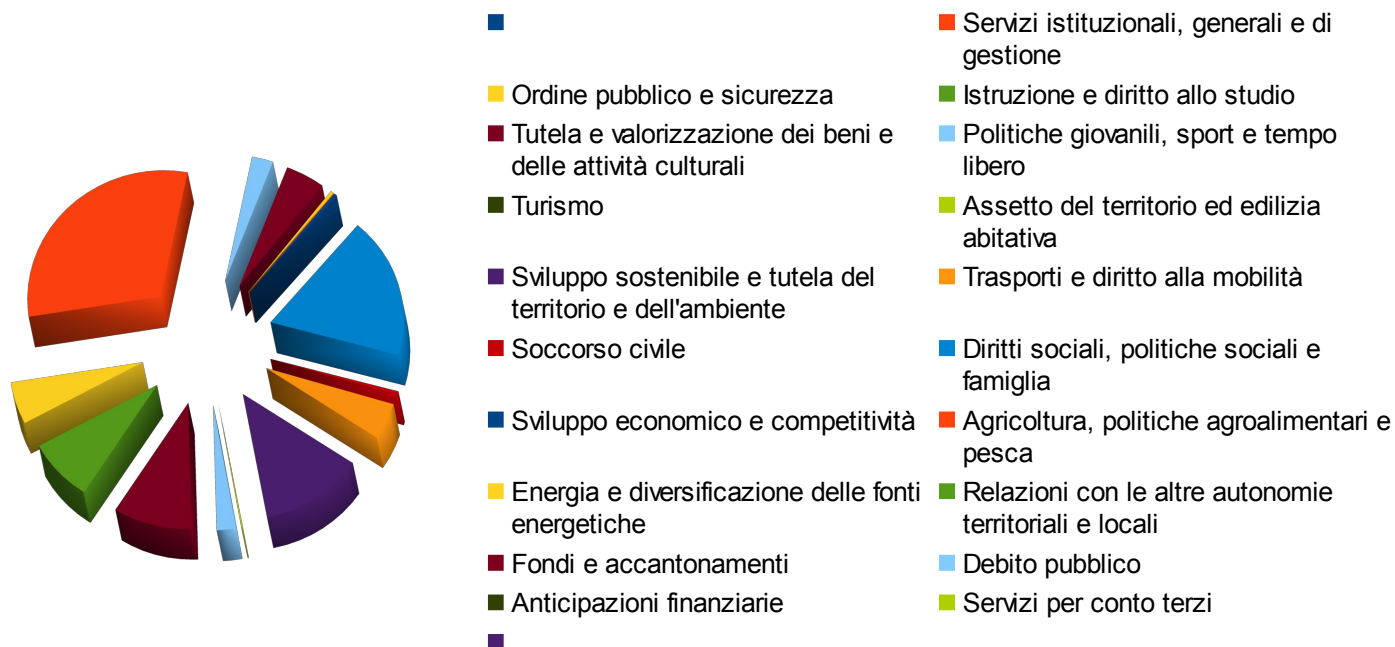 Servizi istituzionali, generali e di
gestione
Ordine pubblico e sicurezza
Istruzione e diritto allo studio
Tutela e valorizzazione dei beni e
delle attività culturali
Politiche giovanili, sport e tempo
libero
Turismo
Assetto del territorio ed edilizia
abitativa
Sviluppo sostenibile e tutela del
territorio e dell'ambiente
Trasporti e diritto alla mobilità
Soccorso civile
Diritti sociali, politiche sociali e
famiglia
Sviluppo economico e competitività
Agricoltura, politiche agroalimentari e
pesca
Energia e diversificazione delle fonti
energetiche
Relazioni con le altre autonomie
territoriali e locali
Fondi e accantonamenti
Debito pubblico
Anticipazioni finanziarie
Servizi per conto terzi